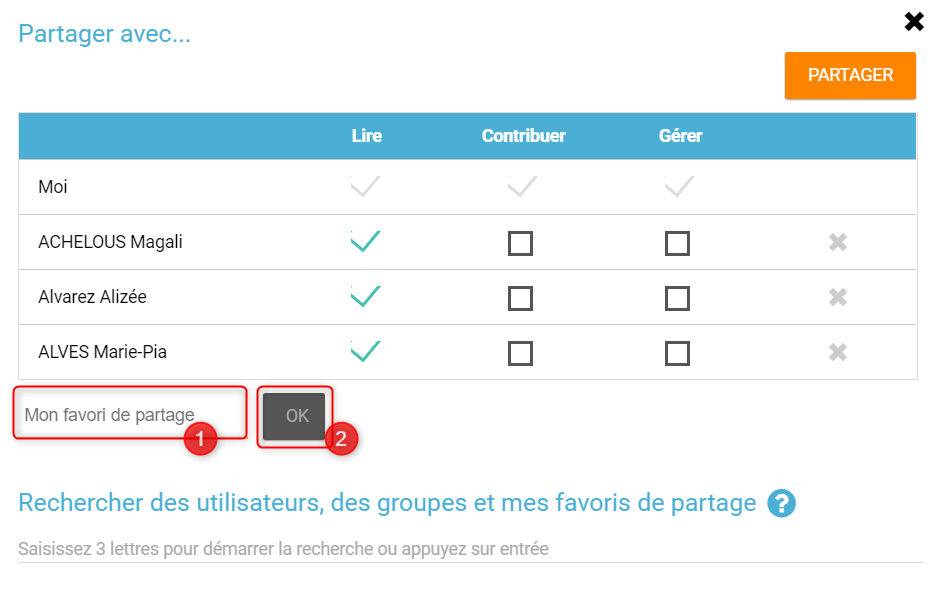 Partager avec...
PARTAGER
Lire Contribuer Gérer
Moi
ACHELOUS Magali
Alvarez Alizée
ALVES Marie-Pia
Mon favori de partage OK
1 2
Rechercher des utilisateurs, des groupes et mes favoris de partage ?
Saisissez 3 lettres pour démarrer la recherche ou appuyez sur entrée